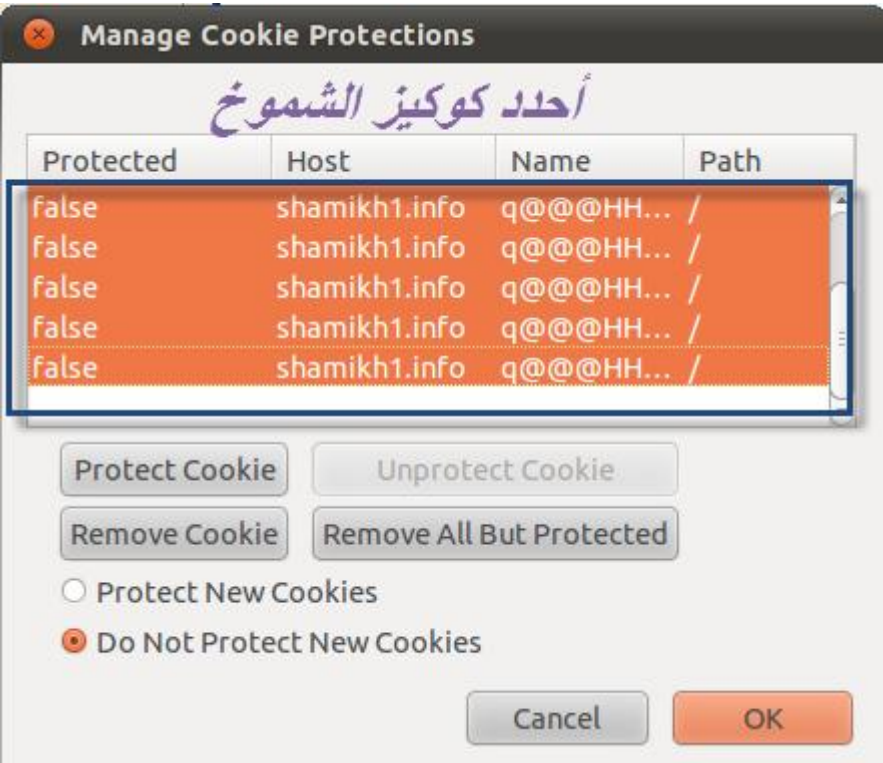 Manage Cookie Protections
أحدد كوكيز الشموخ
Protected Host Name Path
false shamikh1.info q@@@HH... /
false shamikh1.info q@@@HH... /
false shamikh1.info q@@@HH... /
false shamikh1.info q@@@HH... /
false shamikh1.info q@@@HH... /
Protect Cookie Unprotect Cookie
Remove Cookie Remove All But Protected
Protect New Cookies
Do Not Protect New Cookies
Cancel OK